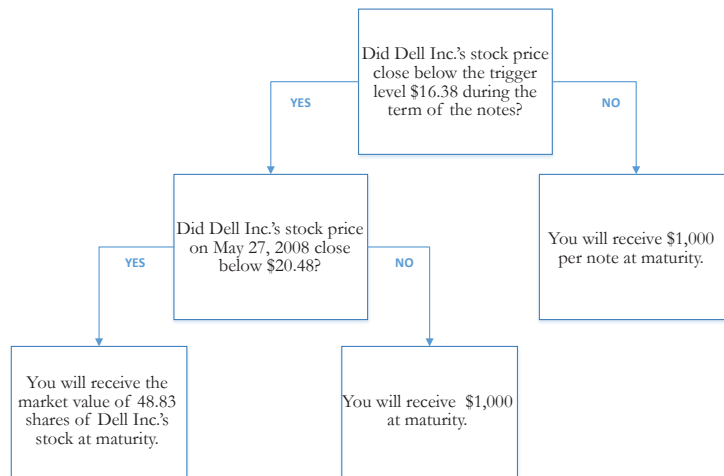 Did Dell Inc.'s stock price
close below the trigger
level $16.38 during the
term of the notes?
YES
NO
Did Dell Inc.'s stock price
on May 27, 2008 close
below $20.48?
You will receive $1,000
per note at maturity.
YES
NO
You will receive the
market value of 48.83
shares of Dell Inc.'s
stock at maturity.
You will receive $1,000
at maturity.